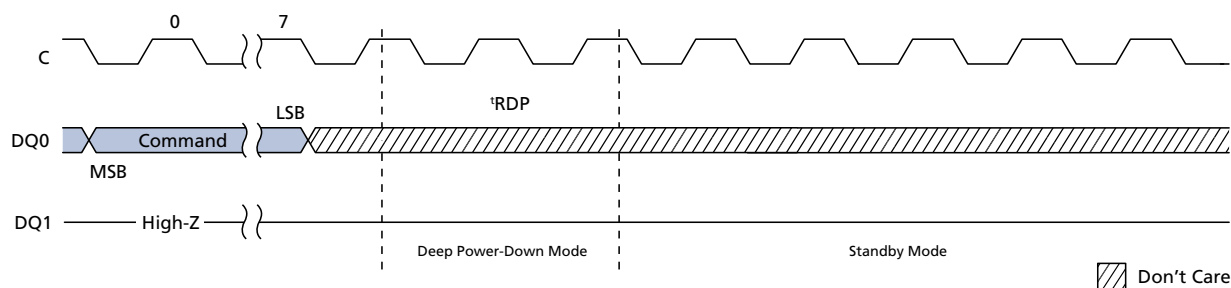 0 7
C
tRDP
LSB
DQ0 Command
MSB
DQ1 High-Z
Deep Power-Down Mode Standby Mode
Don't Care